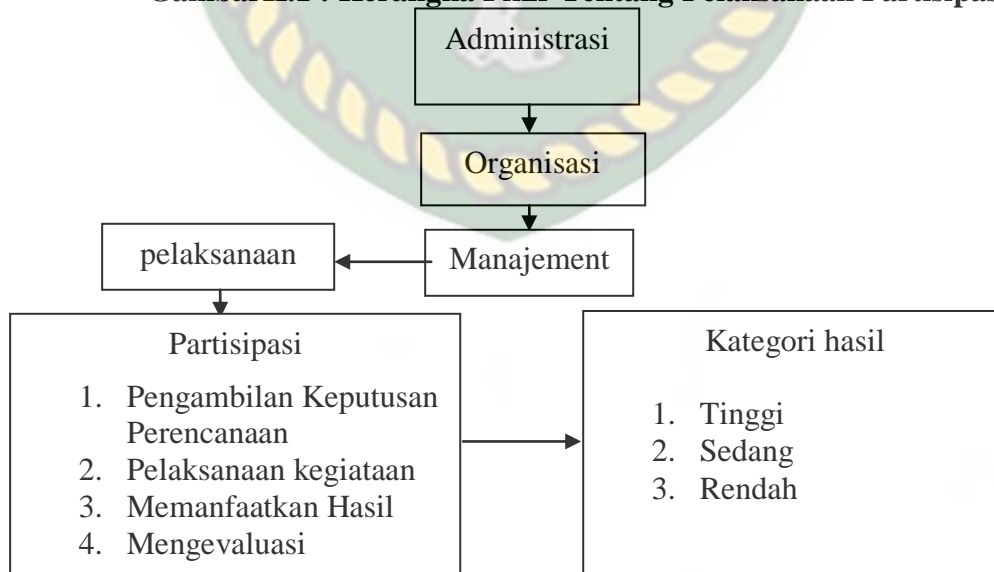 Administrasi
Organisasi
pelaksanaan
Manajement
Partisipasi
1. Pengambilan Keputusan
Perencanaan
2. Pelaksanaan kegiataan
3. Memanfaatkan Hasil
4. Mengevaluasi
Kategori hasil
1. Tinggi
2. Sedang
3. Rendah